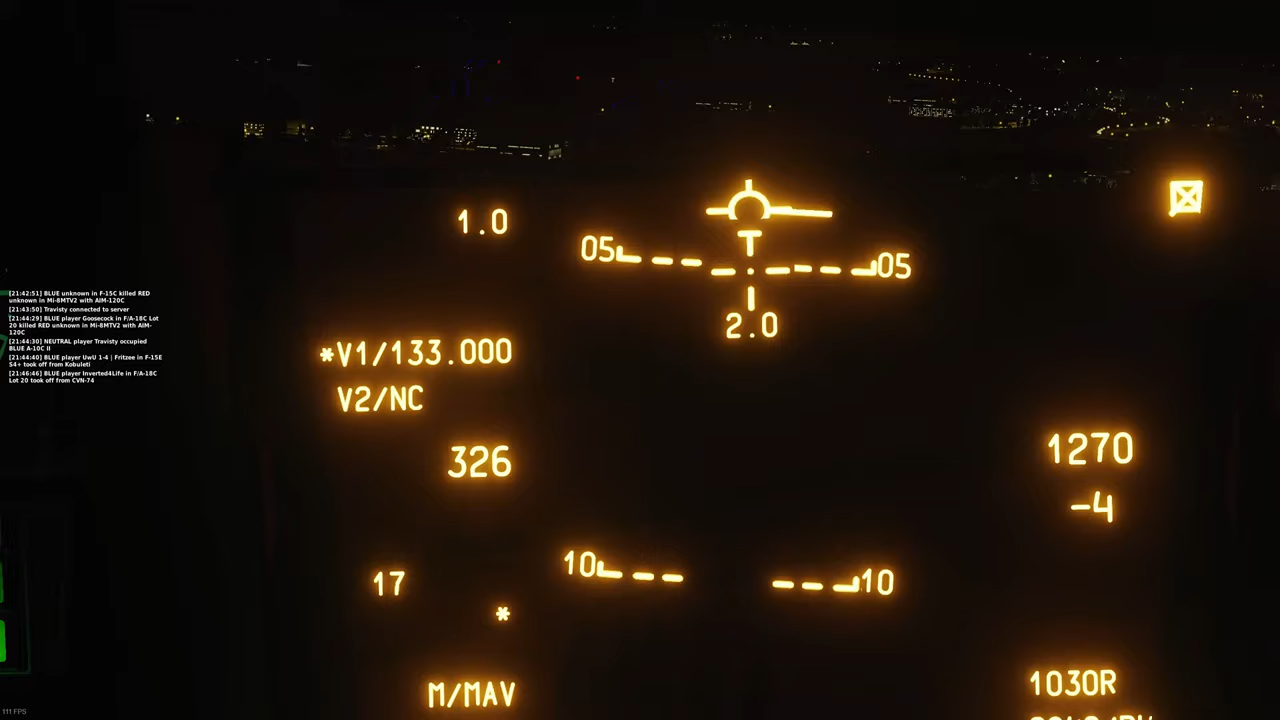 1.0
05 05
2.0
[21:42:51] BLUE unknown in F-15C killed RED
unknown in Mi-8MTV2 with AIM-120C
[21:43:50] Travisty connected to server
[21:44:29] BLUE player Goosecock in F/A-18C Lot
20 killed RED unknown in Mi-8MTV2 with AIM-
120C
[21:44:30] NEUTRAL player Travisty occupied
BLUE A-10C II
[21:44:40] BLUE player UwU 1-4 | Fritzee in F-15E
S4+ took off from Kobuleti
[21:46:46] BLUE player Inverted4Life in F/A-18C
Lot 20 took off from CVN-74
*V1/133.000
V2/NC
326
1270
-4
10 10
17
*
M/MAV
1030R
111 FPS